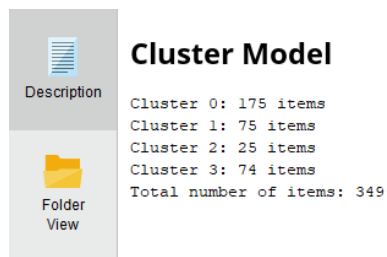 Description
Folder
View
Cluster Model
Cluster 0: 175 items
Cluster 1: 75 items
Cluster 2: 25 items
Cluster 3: 74 items
Total number of items: 349